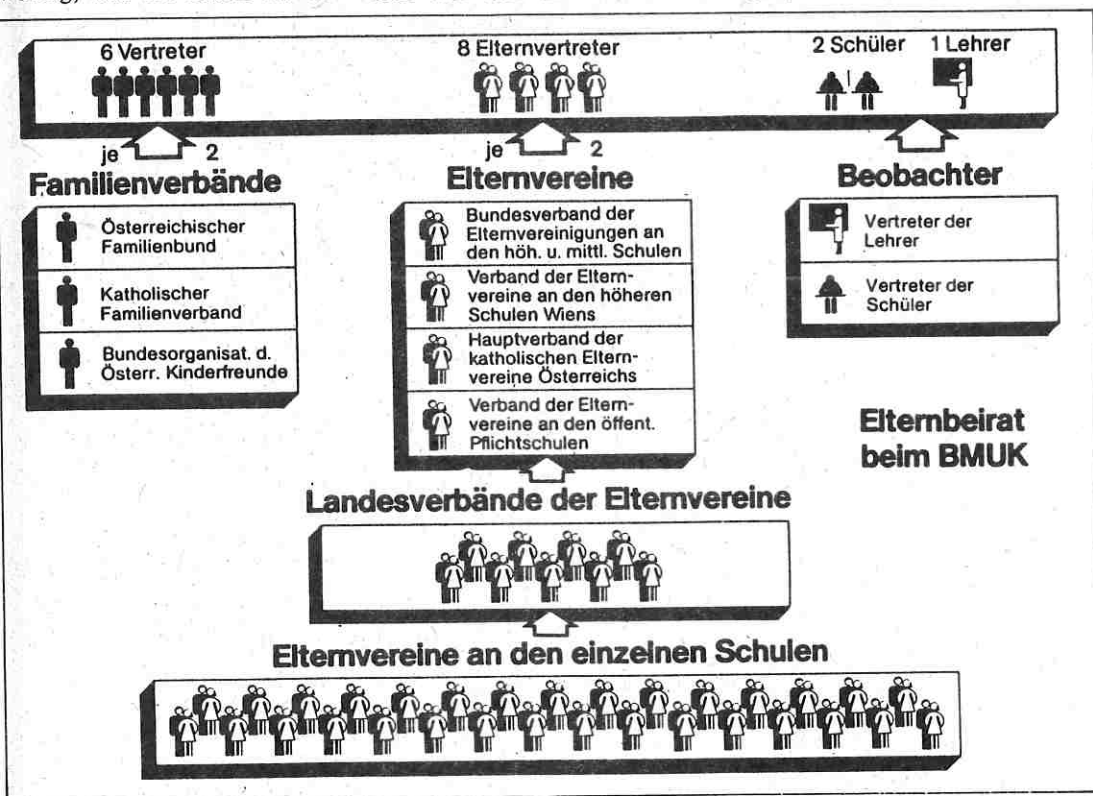 6 Vertreter
8 Elternvertreter
2 Schüler 1 Lehrer
je 2
Familienverbände
Österreichischer
Familienbund
Katholischer
Familienverband
Bundesorganisat. d.
Österr. Kinderfreunde
je 2
Elternvereine
Bundesverband der
Elternvereinigungen an
den höh. u. mittl. Schulen
Verband der Eltern-
vereine an den höheren
Schulen Wiens
Hauptverband der
katholischen Eltern-
vereine Österreichs
Verband der Eltern-
vereine an den öffent.
Pflichtschulen
Beobachter
Vertreter der
Lehrer
Vertreter der
Schüler
Elternbeirat
beim BMUK
Landesverbände der Elternvereine
Elternvereine an den einzelnen Schulen